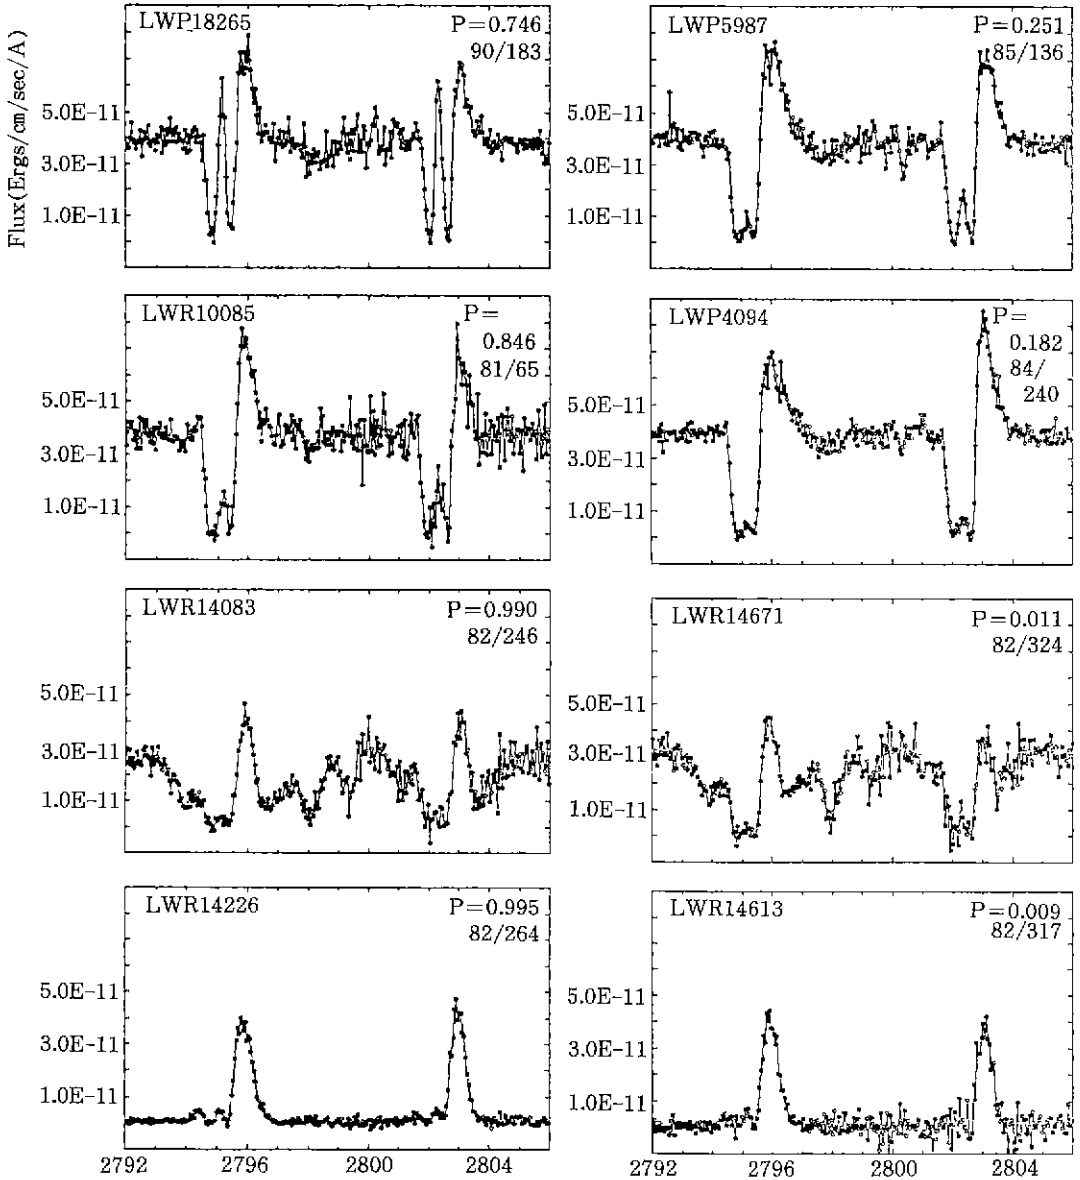 Flux(Ergs/cm/sec/A)
LWP18265
P=0.746
90/183
5.0E-11
3.0E-11
1.0E-11
LWP5987
P=0.251
85/136
5.0E-11
3.0E-11
1.0E-11
LWR10085
P=
0.846
81/65
5.0E-11
3.0E-11
1.0E-11
LWP4094
P=
0.182
84/
240
5.0E-11
3.0E-11
1.0E-11
LWR14083
P=0.990
82/246
5.0E-11
3.0E-11
1.0E-11
LWR14671
P=0.011
82/324
5.0E-11
3.0E-11
1.0E-11
LWR14226
P=0.995
82/264
5.0E-11
3.0E-11
1.0E-11
2792 2796 2800 2804
LWR14613
P=0.009
82/317
5.0E-11
3.0E-11
1.0E-11
2792 2796 2800 2804